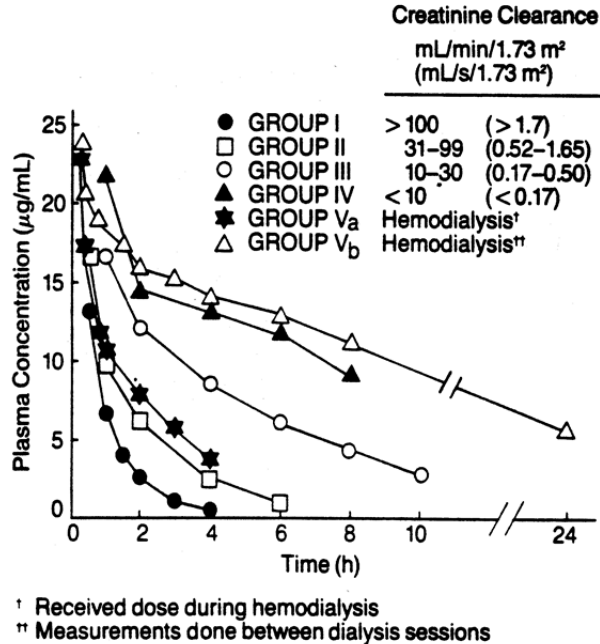 Creatinine Clearance
mL/min/1.73 m²
(mL/s/1.73 m²)
GROUP I >100 (>1.7)
GROUP II 31–99 (0.52–1.65)
GROUP III 10–30 (0.17–0.50)
GROUP IV <10 (<0.17)
GROUP Va Hemodialysis†
GROUP Vb Hemodialysis††
Plasma Concentration (µg/mL)
25
20
15
10
5
0
0 2 4 6 8 10 24
Time (h)
† Received dose during hemodialysis
†† Measurements done between dialysis sessions